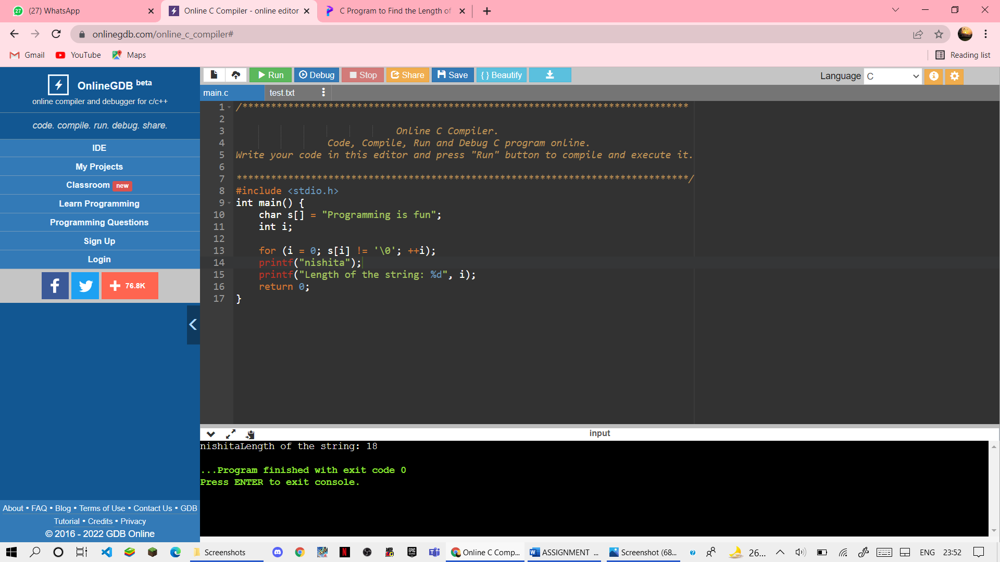 (27) WhatsApp
Online C Compiler - online editor
C Program to Find the Length of
onlinegdb.com/online_c_compiler#
Gmail
YouTube
Maps
Reading list
OnlineGDB beta
online compiler and debugger for c/c++
code. compile. run. debug. share.
IDE
My Projects
Classroom new
Learn Programming
Programming Questions
Sign Up
Login
76.8K
About • FAQ • Blog • Terms of Use • Contact Us • GDB
Tutorial • Credits • Privacy
© 2016 - 2022 GDB Online
Run
Debug
Stop
Share
Save
{ } Beautify
Language C
main.c
test.txt
1 /******************************************************************************
2
3 Online C Compiler.
4 Code, Compile, Run and Debug C program online.
5 Write your code in this editor and press "Run" button to compile and execute it.
6
7 *******************************************************************************/
8 #include <stdio.h>
9 int main() {
10 char s[] = "Programming is fun";
11 int i;
12
13 for (i = 0; s[i] != '\0'; ++i);
14 printf("nishita");
15 printf("Length of the string: %d", i);
16 return 0;
17 }
input
nishitaLength of the string: 18
...Program finished with exit code 0
Press ENTER to exit console.
Screenshots
Online C Comp...
ASSIGNMENT ...
Screenshot (68...
26...
ENG
23:52